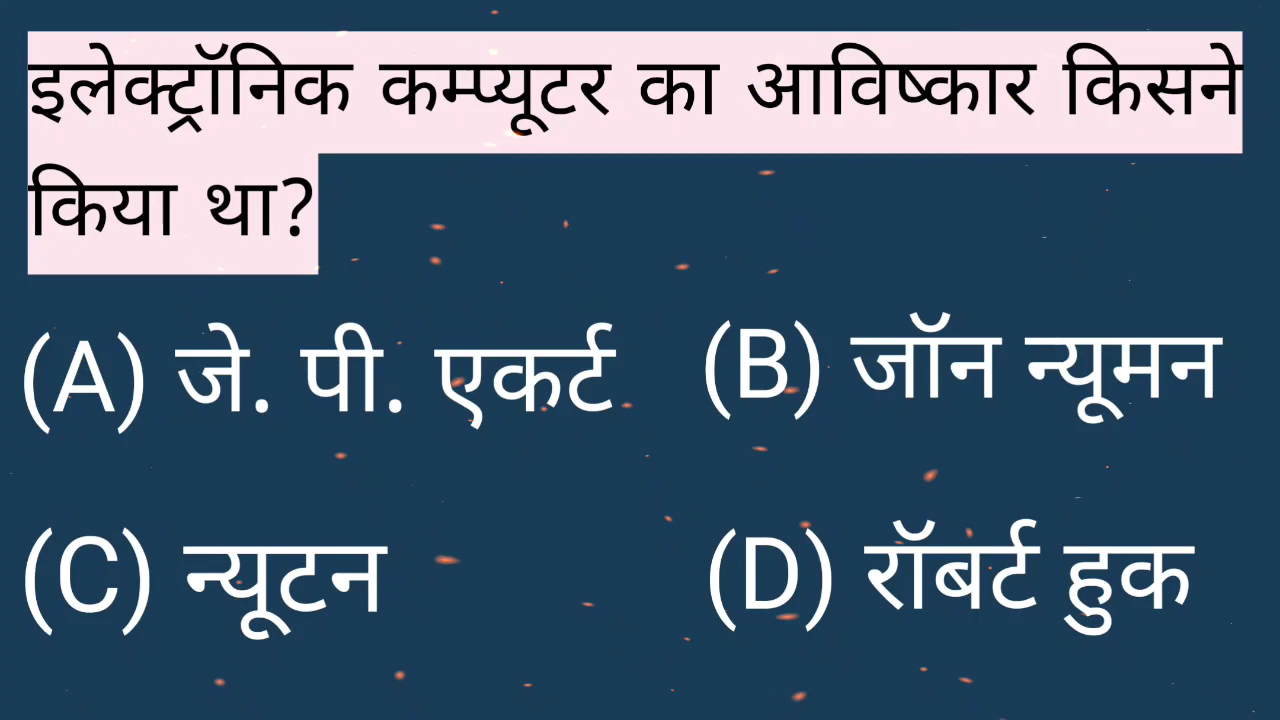 इलेक्ट्रॉनिक कम्प्यूटर का आविष्कार किसने
किया था?
(A) जे. पी. एकर्ट (B) जॉन न्यूमन
(C) न्यूटन (D) रॉबर्ट हुक